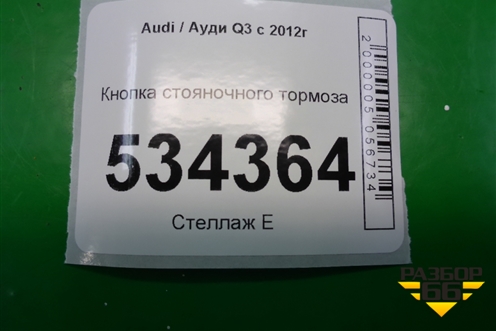 Audi / Ауди Q3 с 2012г
Кнопка стояночного тормоза
534364
Стеллаж Е
2000005056734
РАЗБОР
66